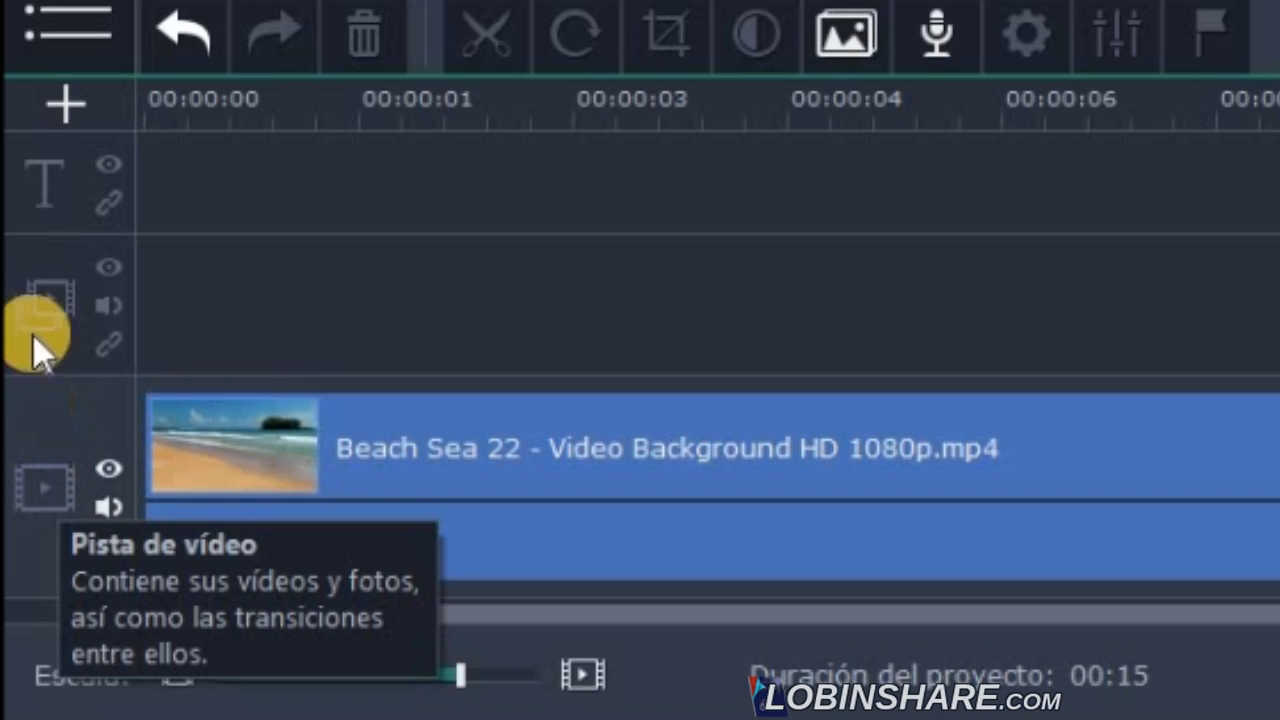 00:00:00 00:00:01 00:00:03 00:00:04 00:00:06
T
Beach Sea 22 - Video Background HD 1080p.mp4
Pista de vídeo
Contiene sus vídeos y fotos,
así como las transiciones
entre ellos.
Duración del proyecto: 00:15
LOBINSHARE.COM